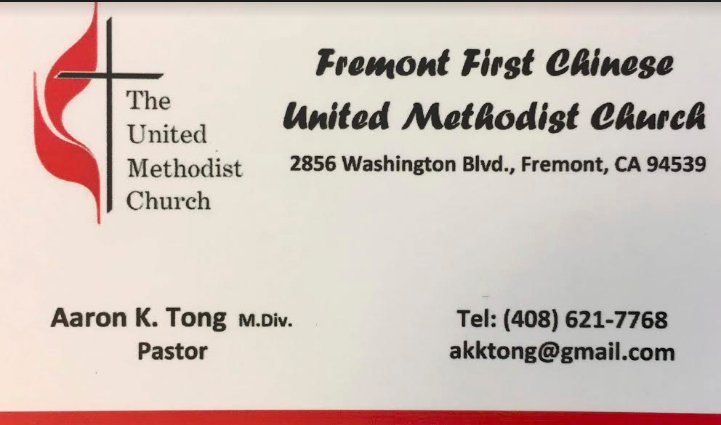 The
United
Methodist
Church
Fremont First Chinese
United Methodist Church
2856 Washington Blvd., Fremont, CA 94539
Aaron K. Tong M.Div.
Pastor
Tel: (408) 621-7768
akktong@gmail.com